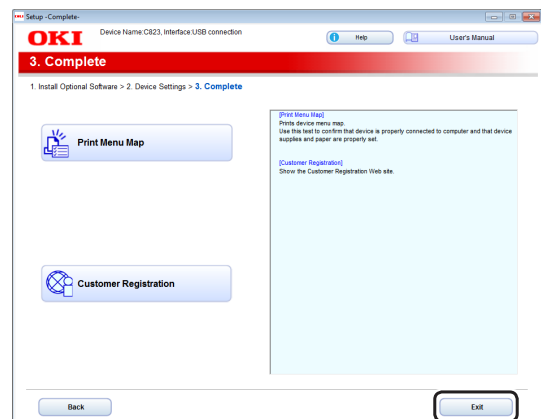 Setup -Complete-
OKI
Device Name:C823, Interface:USB connection
Help
User's Manual
3. Complete
1. Install Optional Software > 2. Device Settings > 3. Complete
Print Menu Map
[Print Menu Map]
Prints device menu map.
Use this test to confirm that device is properly connected to computer and that device
supplies and paper are properly set.
[Customer Registration]
Show the Customer Registration Web site.
Customer Registration
Back
Exit